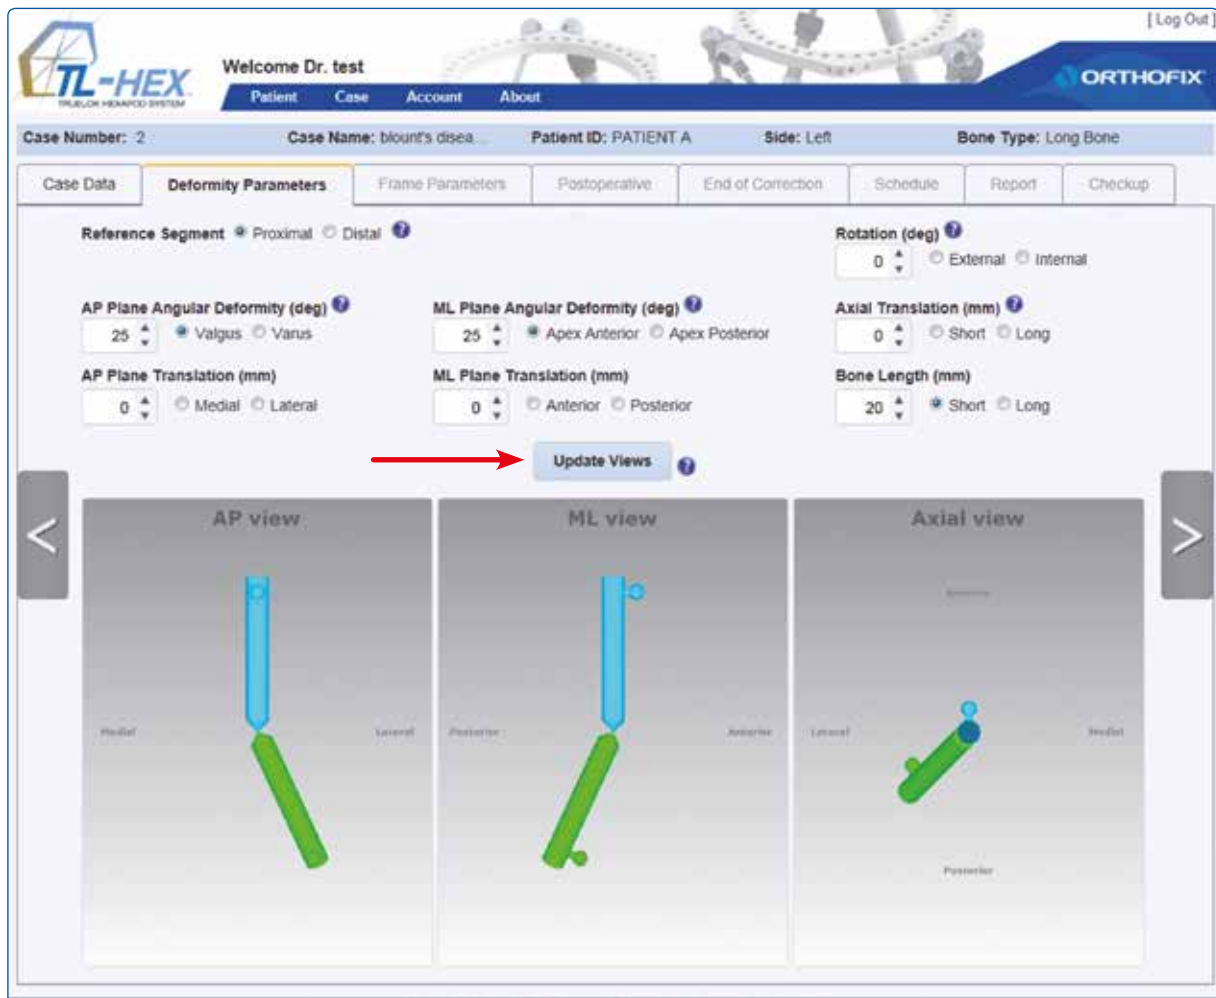 [ Log Out ]
TL-HEX
TRUELOK HEXAPOD SYSTEM
Welcome Dr. test
ORTHOFIX
Patient Case Account About
Case Number: 2 Case Name: blount's disea... Patient ID: PATIENT A Side: Left Bone Type: Long Bone
Case Data Deformity Parameters Frame Parameters Postoperative End of Correction Schedule Report Checkup
Reference Segment Proximal Distal ? Rotation (deg) ?
0 External Internal
AP Plane Angular Deformity (deg) ? ML Plane Angular Deformity (deg) ? Axial Translation (mm) ?
25 Valgus Varus 25 Apex Anterior Apex Posterior 0 Short Long
AP Plane Translation (mm) ML Plane Translation (mm) Bone Length (mm)
0 Medial Lateral 0 Anterior Posterior 20 Short Long
Update Views ?
< >
AP view ML view Axial view
Medial Lateral Posterior Anterior Lateral Medial
Posterior